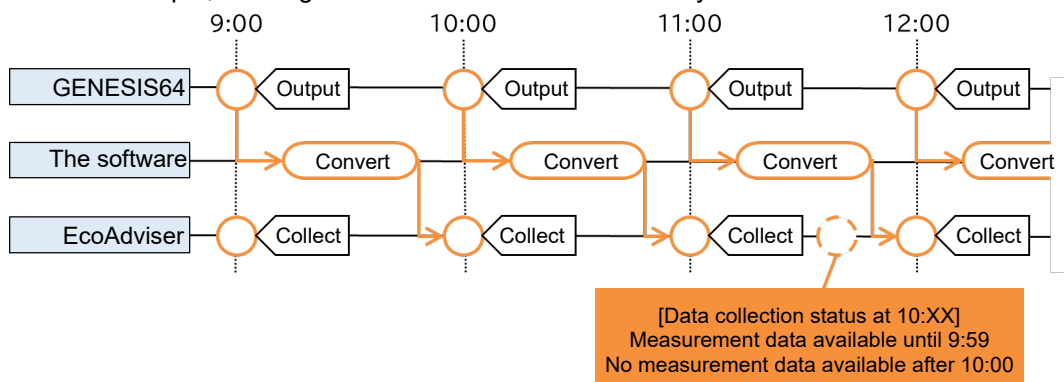 9:00 10:00 11:00 12:00
GENESIS64 Output Output Output Output
The software Convert Convert Convert Convert
EcoAdviser Collect Collect Collect Collect
[Data collection status at 10:XX]
Measurement data available until 9:59
No measurement data available after 10:00